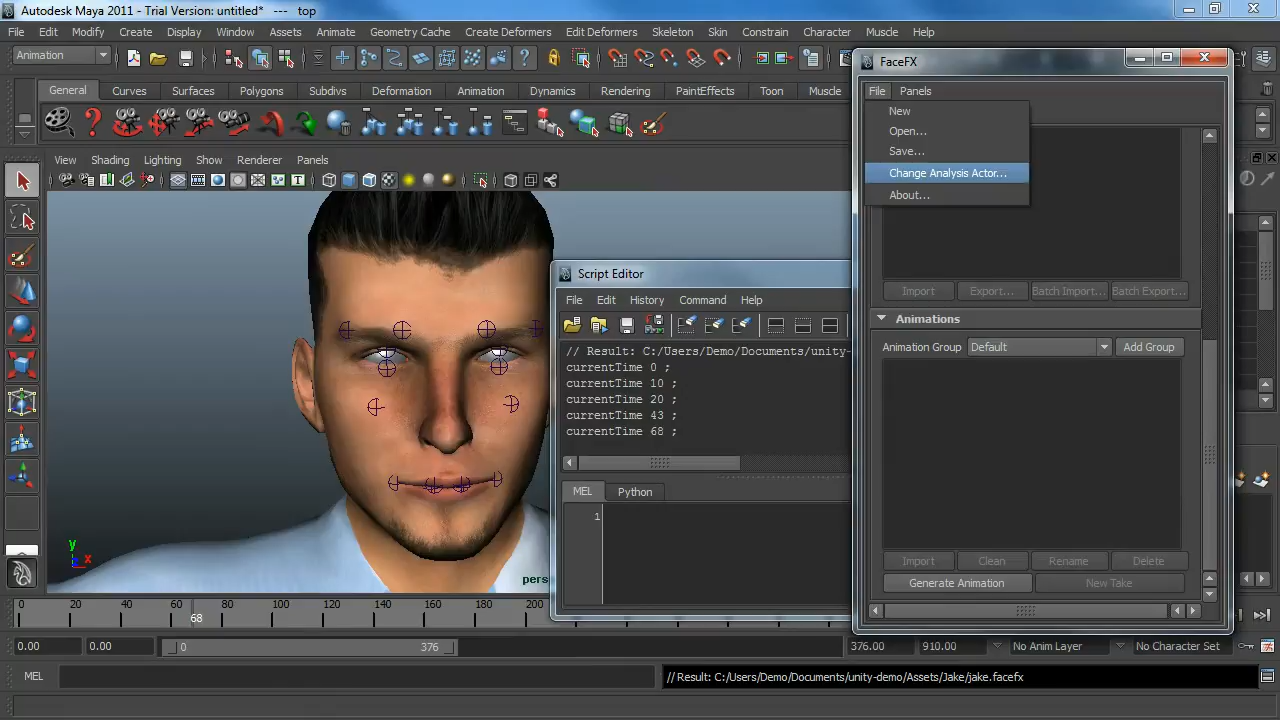 Autodesk Maya 2011 - Trial Version: untitled* --- top
File Edit Modify Create Display Window Assets Animate Geometry Cache Create Deformers Edit Deformers Skeleton Skin Constrain Character Muscle Help
Animation
General Curves Surfaces Polygons Subdivs Deformation Animation Dynamics Rendering PaintEffects Toon Muscle
View Shading Lighting Show Renderer Panels
FaceFX
File Panels
New
Open...
Save...
Change Analysis Actor...
About...
Import Export... Batch Import... Batch Export...
Animations
Animation Group Default Add Group
Import Clean Rename Delete
Generate Animation New Take
Script Editor
File Edit History Command Help
// Result: C:/Users/Demo/Documents/unity-
currentTime 0 ;
currentTime 10 ;
currentTime 20 ;
currentTime 43 ;
currentTime 68 ;
MEL Python
1
y
x
z
pers
0 20 40 60 80 100 120 140 160 180 200
68
0.00 0.00 0 376 376.00 910.00 No Anim Layer No Character Set
MEL // Result: C:/Users/Demo/Documents/unity-demo/Assets/Jake/jake.facefx